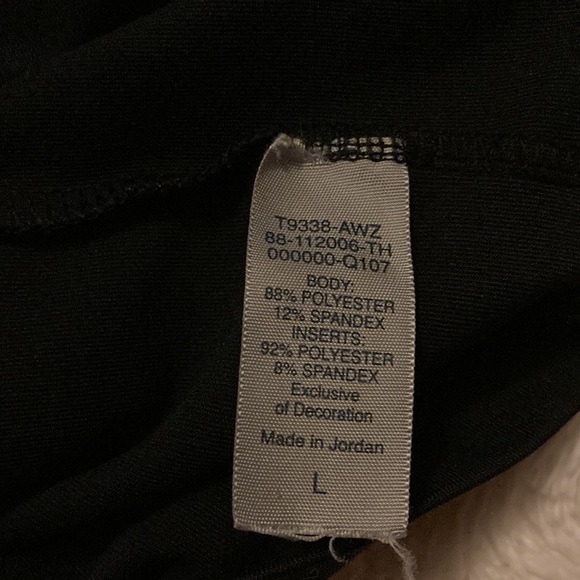 T9338-AWZ
88-112006-TH
000000-Q107
BODY:
88% POLYESTER
12% SPANDEX
INSERTS:
92% POLYESTER
8% SPANDEX
Exclusive
of Decoration
Made in Jordan
L